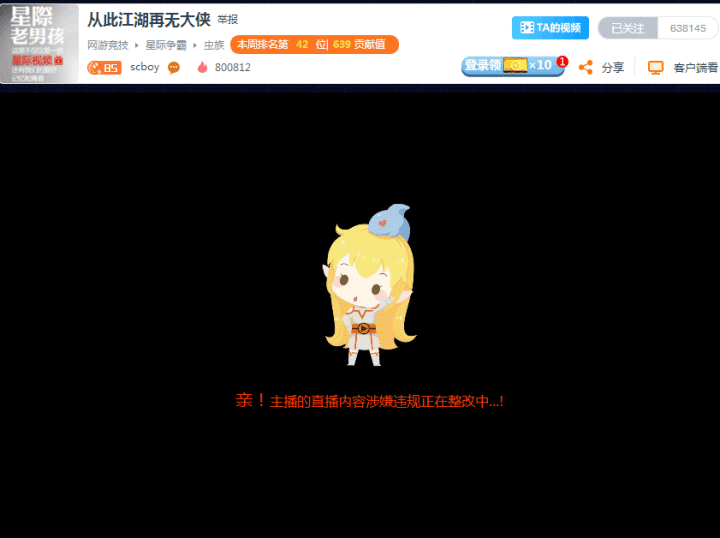 星際
老男孩
星际视频
从此江湖再无大侠 举报
TA的视频
已关注 638145
网游竞技 星际争霸 虫族 本周排名第 42 位| 639 贡献值
85 scboy 800812
登录领 ×10 1 分享 客户端看
亲！主播的直播内容涉嫌违规正在整改中...!